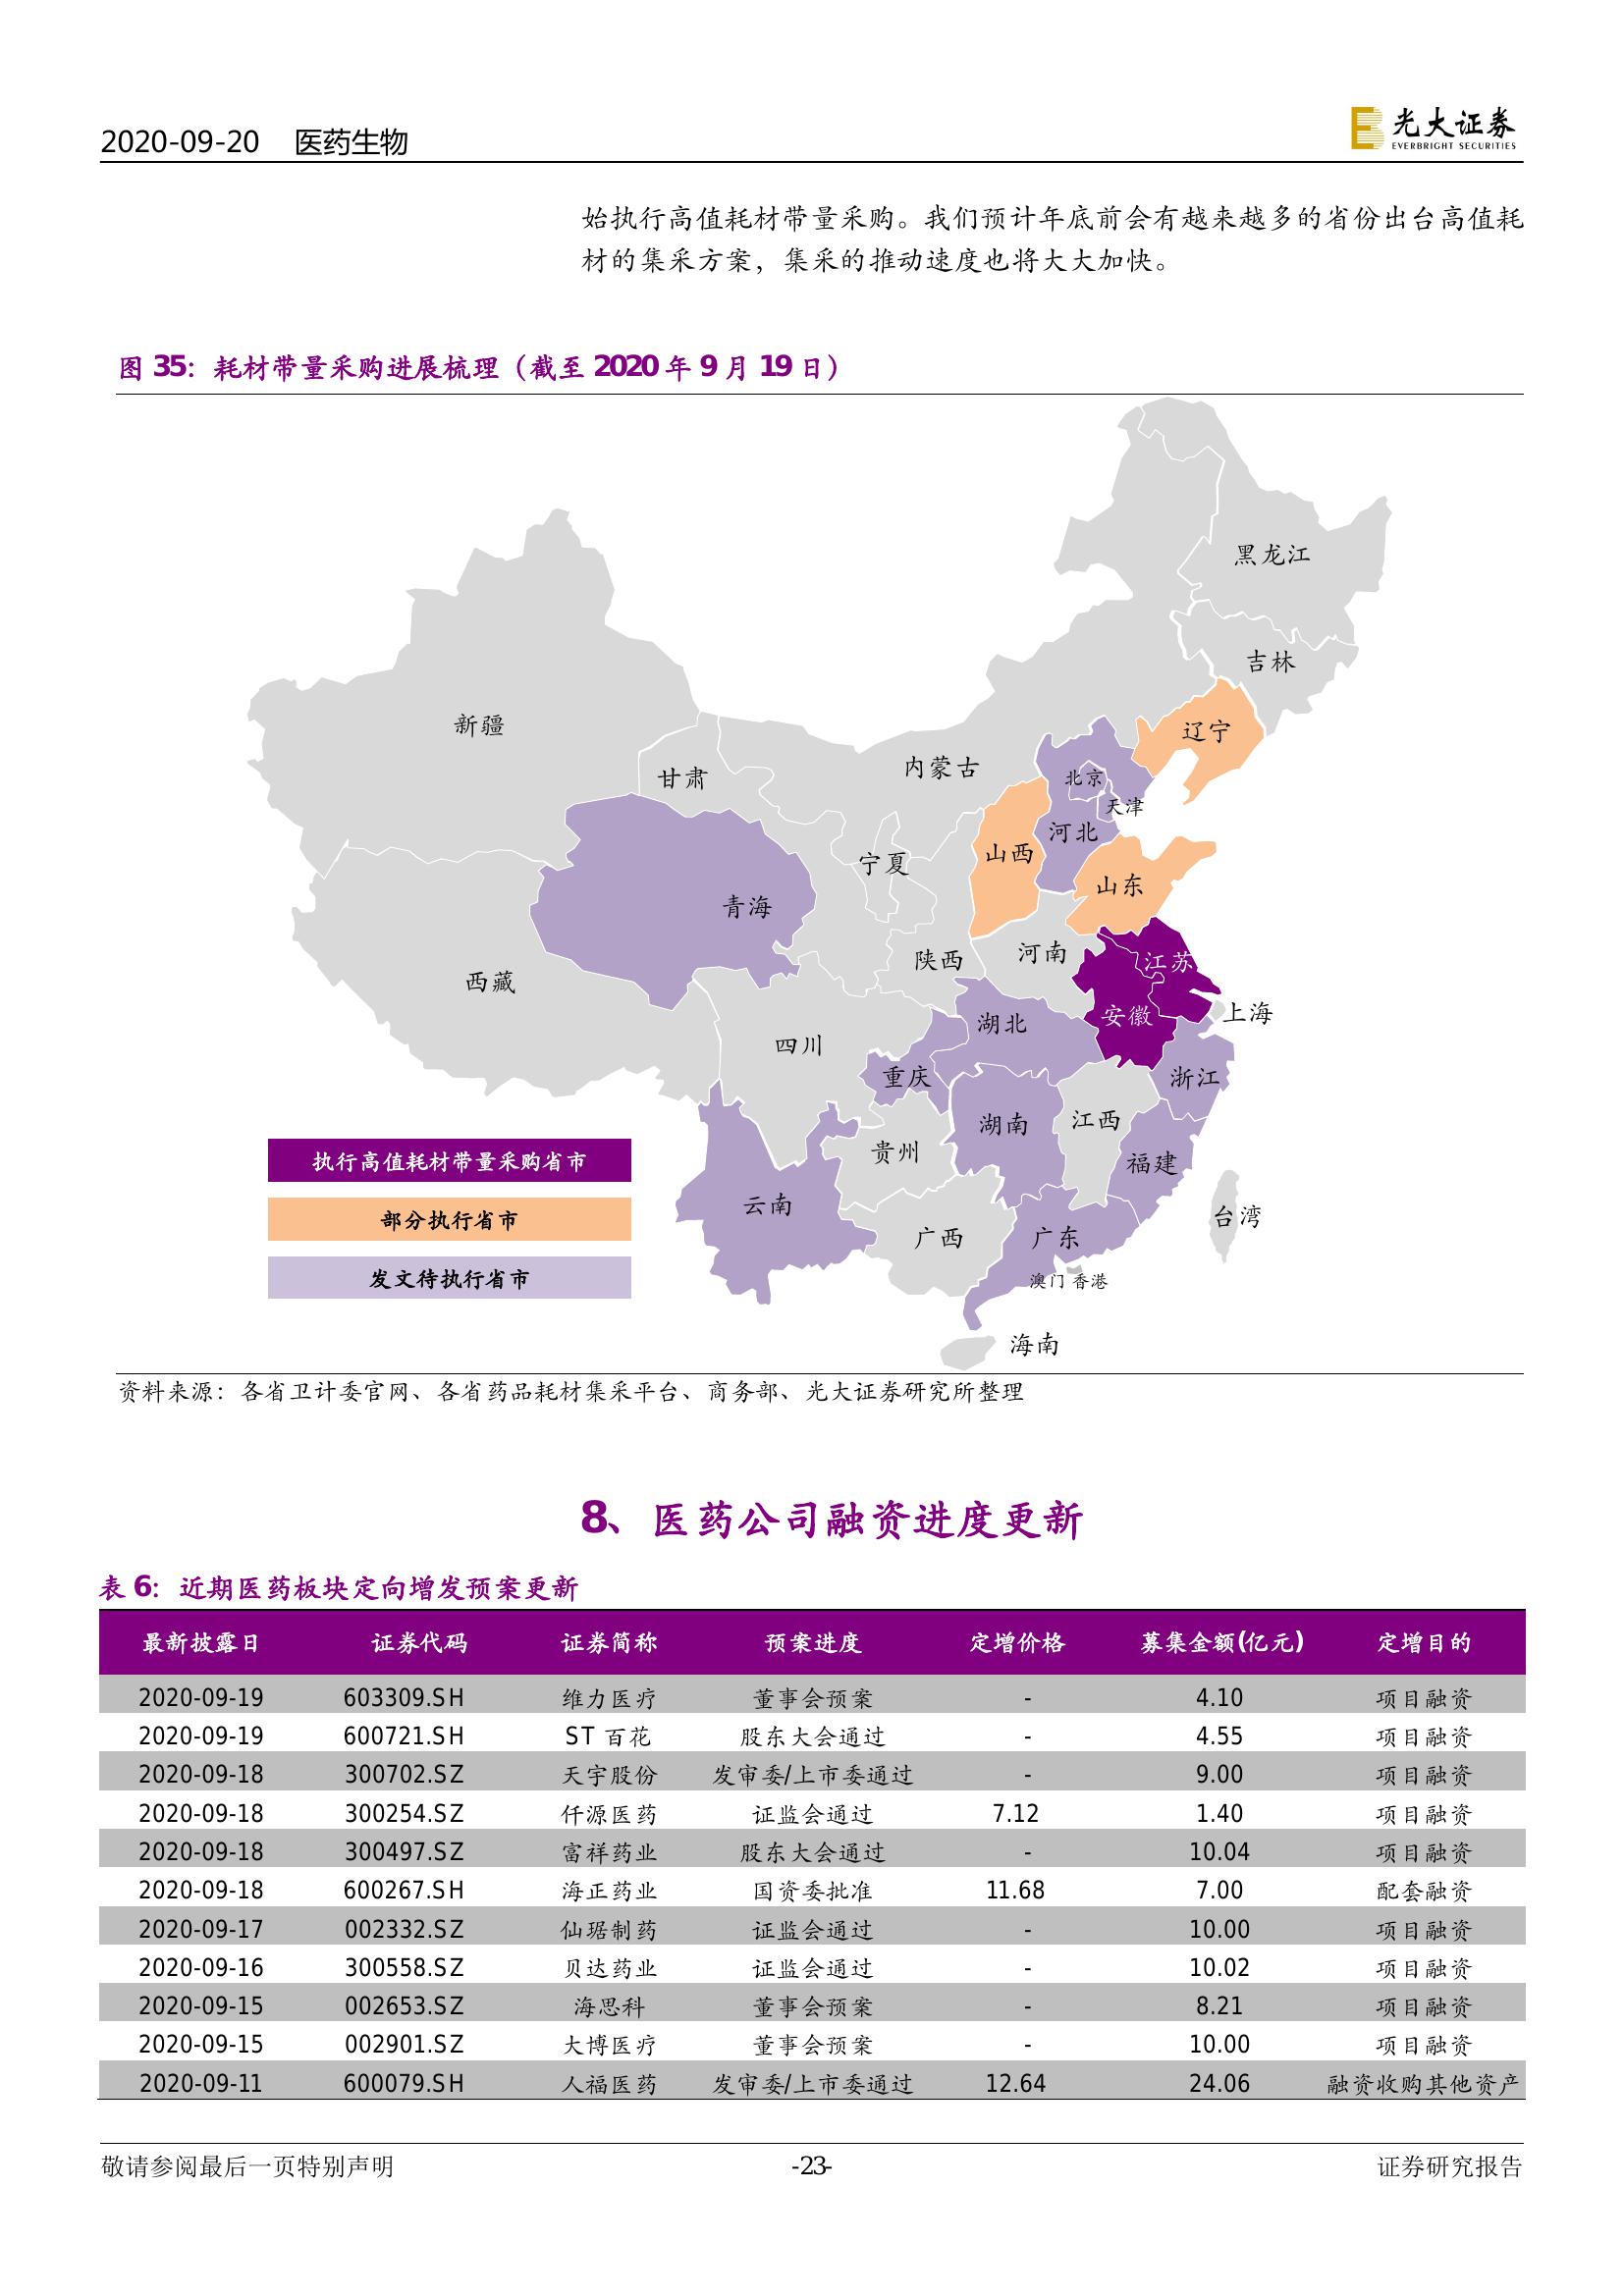 2020-09-20 医药生物
光大证券
EVERBRIGHT SECURITIES
始执行高值耗材带量采购。我们预计年底前会有越来越多的省份出台高值耗
材的集采方案，集采的推动速度也将大大加快。
图 35：耗材带量采购进展梳理（截至 2020 年 9 月 19 日）
黑龙江
吉林
辽宁
新疆
内蒙古
甘肃
北京
天津
河北
山西
宁夏
山东
青海
河南
陕西
江苏
西藏
安徽
上海
湖北
四川
重庆
浙江
湖南
江西
贵州
福建
云南
台湾
广西
广东
澳门 香港
海南
执行高值耗材带量采购省市
部分执行省市
发文待执行省市
资料来源：各省卫计委官网、各省药品耗材集采平台、商务部、光大证券研究所整理
8、医药公司融资进度更新
表 6：近期医药板块定向增发预案更新
最新披露日 证券代码 证券简称 预案进度 定增价格 募集金额(亿元) 定增目的
2020-09-19 603309.SH 维力医疗 董事会预案 - 4.10 项目融资
2020-09-19 600721.SH ST 百花 股东大会通过 - 4.55 项目融资
2020-09-18 300702.SZ 天宇股份 发审委/上市委通过 - 9.00 项目融资
2020-09-18 300254.SZ 仟源医药 证监会通过 7.12 1.40 项目融资
2020-09-18 300497.SZ 富祥药业 股东大会通过 - 10.04 项目融资
2020-09-18 600267.SH 海正药业 国资委批准 11.68 7.00 配套融资
2020-09-17 002332.SZ 仙琚制药 证监会通过 - 10.00 项目融资
2020-09-16 300558.SZ 贝达药业 证监会通过 - 10.02 项目融资
2020-09-15 002653.SZ 海思科 董事会预案 - 8.21 项目融资
2020-09-15 002901.SZ 大博医疗 董事会预案 - 10.00 项目融资
2020-09-11 600079.SH 人福医药 发审委/上市委通过 12.64 24.06 融资收购其他资产
敬请参阅最后一页特别声明 -23- 证券研究报告